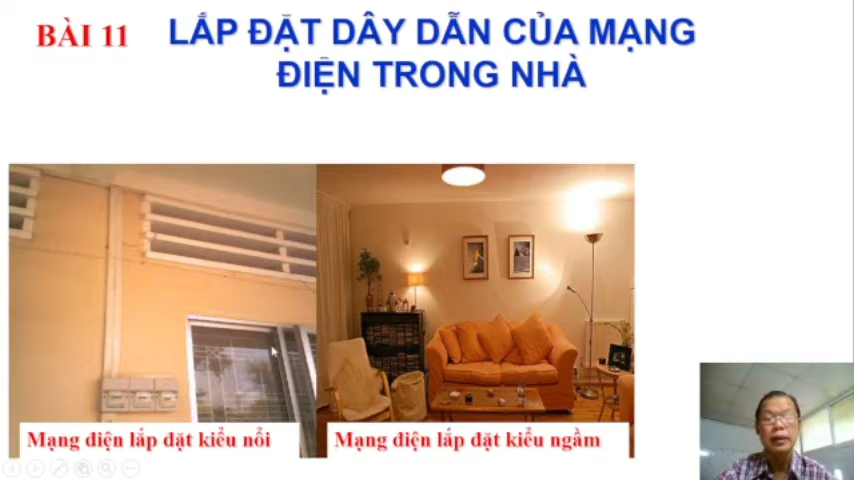 BÀI 11
LẮP ĐẶT DÂY DẪN CỦA MẠNG
ĐIỆN TRONG NHÀ
Mạng điện lắp đặt kiểu nổi
Mạng điện lắp đặt kiểu ngầm